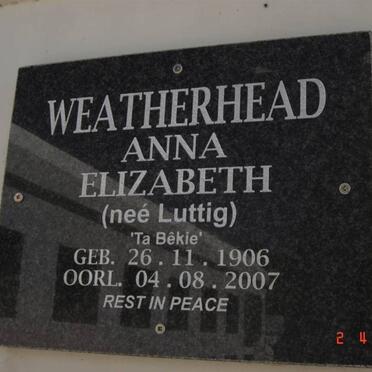 WEATHERHEAD
ANNA
ELIZABETH
(neé Luttig)
'Ta Bêkie'
GEB. 26 . 11 . 1906
OORL. 04 . 08 . 2007
REST IN PEACE
2 4